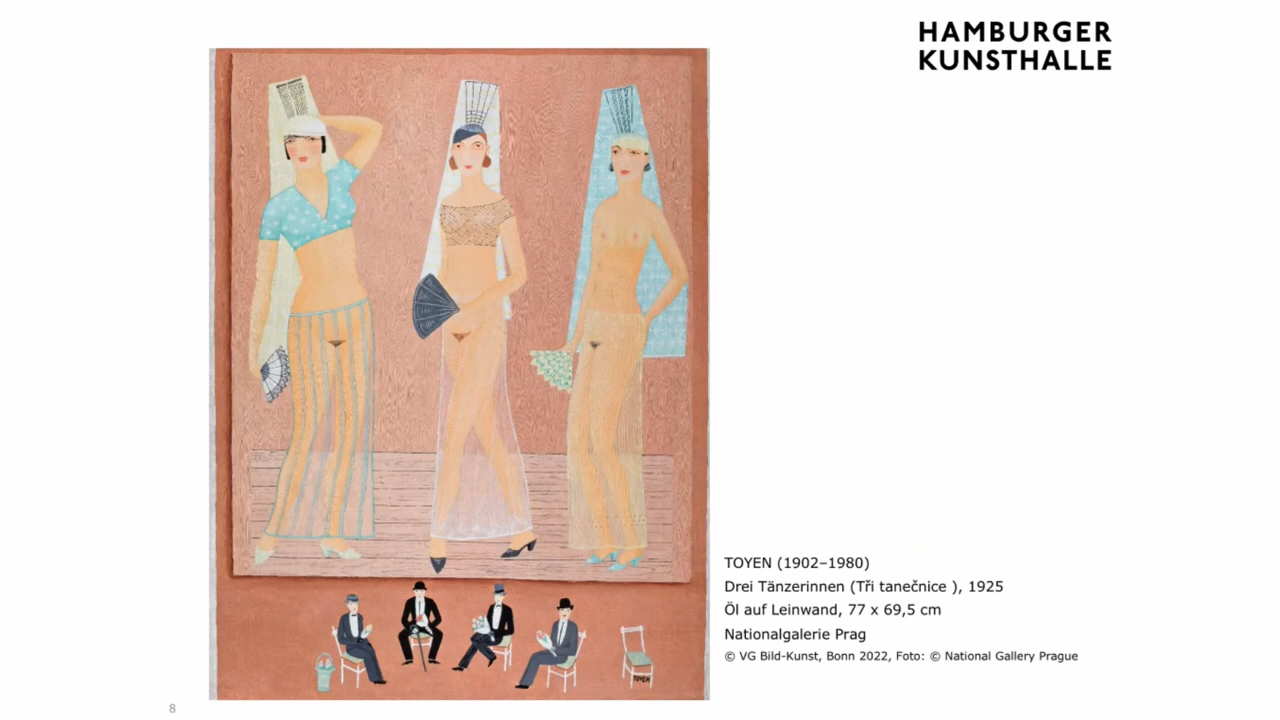 HAMBURGER
KUNSTHALLE
TOYEN (1902–1980)
Drei Tänzerinnen (Tři tanečnice ), 1925
Öl auf Leinwand, 77 x 69,5 cm
Nationalgalerie Prag
© VG Bild-Kunst, Bonn 2022, Foto: © National Gallery Prague
TOYEN
8